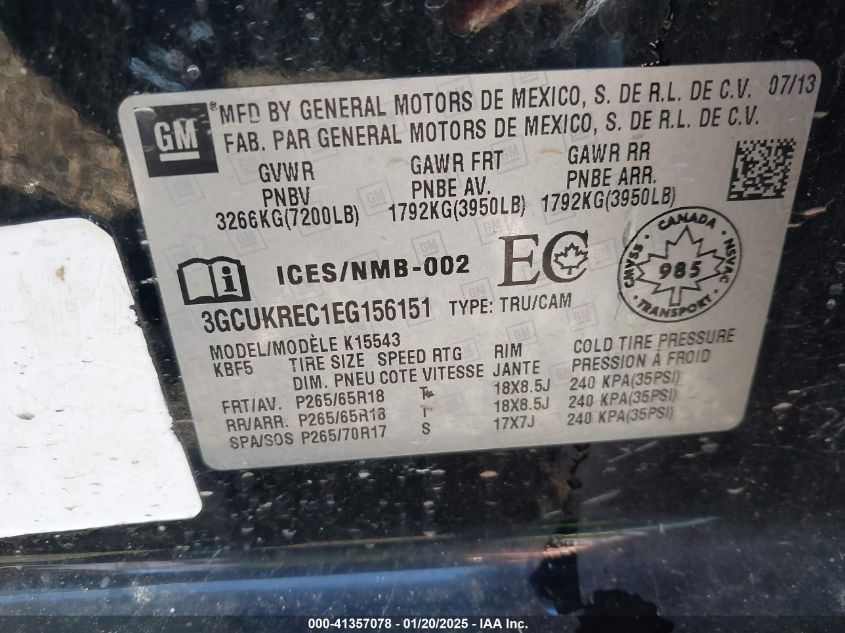 GM
®
MFD BY GENERAL MOTORS DE MEXICO, S. DE R.L. DE C.V. 07/13
FAB. PAR GENERAL MOTORS DE MEXICO, S. DE R.L. DE C.V.
GVWR GAWR FRT GAWR RR
PNBV PNBE AV. PNBE ARR.
3266KG(7200LB) 1792KG(3950LB) 1792KG(3950LB)
i ICES/NMB-002 EC
CANADA
CMVSS 985 NSVAC
TRANSPORT
3GCUKREC1EG156151 TYPE: TRU/CAM
MODEL/MODÈLE K15543
KBF5 TIRE SIZE SPEED RTG RIM COLD TIRE PRESSURE
DIM. PNEU COTE VITESSE JANTE PRESSION À FROID
FRT/AV. P265/65R18 T 18X8.5J 240 KPA(35PSI)
RR/ARR. P265/65R18 T 18X8.5J 240 KPA(35PSI)
SPA/SOS P265/70R17 S 17X7J 240 KPA(35PSI)
000-41357078 - 01/20/2025 - IAA Inc.